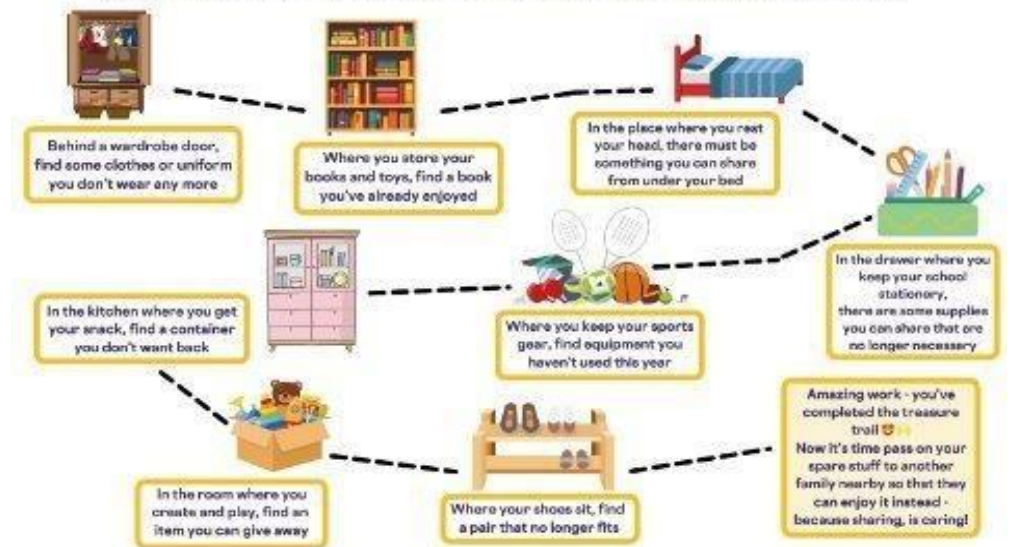 Behind a wardrobe door,
find some clothes or uniform
you don't wear any more
Where you store your
books and toys, find a book
you've already enjoyed
In the place where you rest
your head, there must be
something you can share
from under your bed
In the drawer where you
keep your school
stationery,
there are some supplies
you can share that are
no longer necessary
Where you keep your sports
gear, find equipment you
haven't used this year
In the kitchen where you get
your snack, find a container
you don't want back
In the room where you
create and play, find an
item you can give away
Where your shoes sit, find
a pair that no longer fits
Amazing work - you've
completed the treasure
trail 😍🙌
Now it's time pass on your
spare stuff to another
family nearby so that they
can enjoy it instead -
because sharing, is caring!